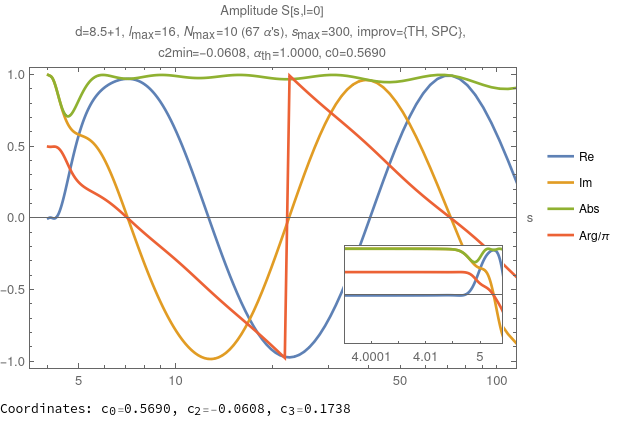 Amplitude S[s,l=0]
d=8.5+1, lmax=16, Nmax=10 (67 α's), smax=300, improv={TH, SPC},
c2min=−0.0608, αth=1.0000, c0=0.5690
1.0
0.5
0.0
−0.5
−1.0
5
10
50
100
s
4.0001
4.01
5
Re
Im
Abs
Arg/π
Coordinates: c0=0.5690, c2=-0.0608, c3=0.1738